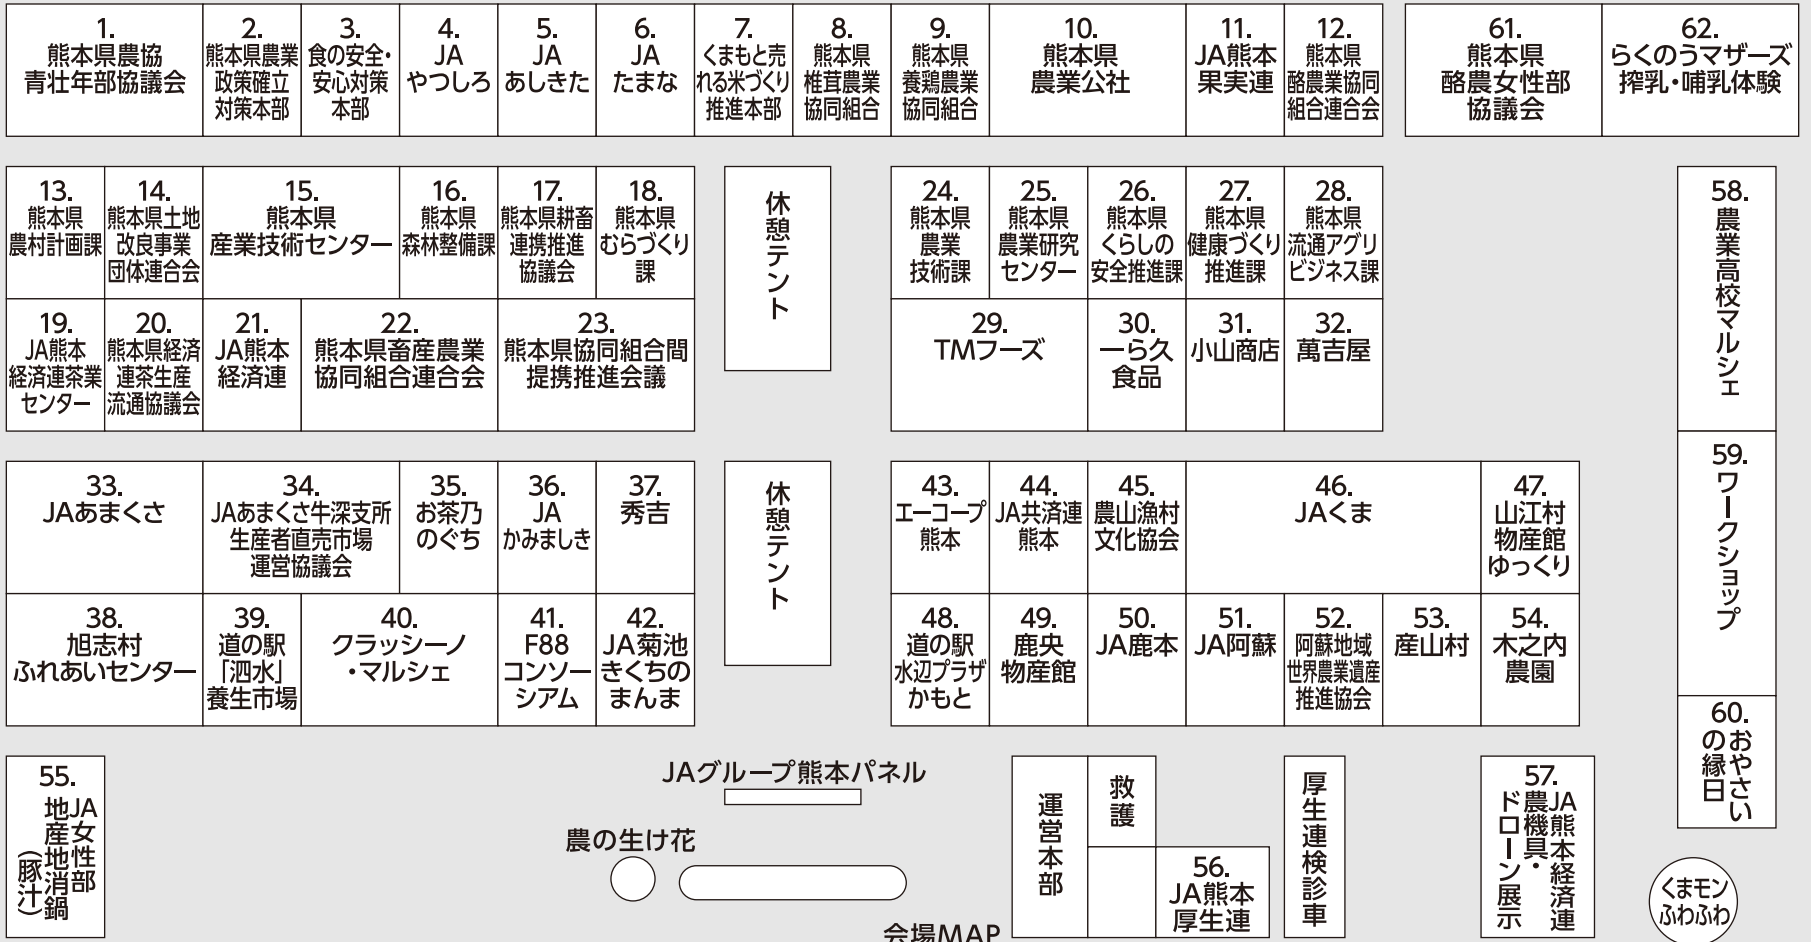 1.
熊本県農協
青壮年部協議会
2.
熊本県農業
政策確立
対策本部
3.
食の安全・
安心対策
本部
4.
JA
やつしろ
5.
JA
あしきた
6.
JA
たまな
7.
くまもと売
れる米づくり
推進本部
8.
熊本県
椎茸農業
協同組合
9.
熊本県
養鶏農業
協同組合
10.
熊本県
農業公社
11.
JA熊本
果実連
12.
熊本県
酪農業協同
組合連合会
61.
熊本県
酪農女性部
協議会
62.
らくのうマザーズ
搾乳・哺乳体験
13.
熊本県
農村計画課
14.
熊本県土地
改良事業
団体連合会
15.
熊本県
産業技術センター
16.
熊本県
森林整備課
17.
熊本県耕畜
連携推進
協議会
18.
熊本県
むらづくり
課
休憩テント
24.
熊本県
農業
技術課
25.
熊本県
農業研究
センター
26.
熊本県
くらしの
安全推進課
27.
熊本県
健康づくり
推進課
28.
熊本県
流通アグリ
ビジネス課
58.
農業高校マルシェ
19.
JA熊本
経済連茶業
センター
20.
熊本県経済
連茶生産
流通協議会
21.
JA熊本
経済連
22.
熊本県畜産農業
協同組合連合会
23.
熊本県協同組合間
提携推進会議
29.
TMフーズ
30.
一ら久
食品
31.
小山商店
32.
萬吉屋
33.
JAあまくさ
34.
JAあまくさ牛深支所
生産者直売市場
運営協議会
35.
お茶乃
のぐち
36.
JA
かみましき
37.
秀吉
休憩テント
43.
エーコープ
熊本
44.
JA共済連
熊本
45.
農山漁村
文化協会
46.
JAくま
47.
山江村
物産館
ゆっくり
59.
ワークショップ
38.
旭志村
ふれあいセンター
39.
道の駅
「泗水」
養生市場
40.
クラッシーノ
・マルシェ
41.
F88
コンソー
シアム
42.
JA菊池
きくちの
まんま
48.
道の駅
水辺プラザ
かもと
49.
鹿央
物産館
50.
JA鹿本
51.
JA阿蘇
52.
阿蘇地域
世界農業遺産
推進協会
53.
産山村
54.
木之内
農園
60.
おやさい
の縁日
55.
JA女性部
地産地消鍋
（豚汁）
JAグループ熊本パネル
農の生け花
会場MAP
運営本部
救護
56.
JA熊本
厚生連
厚生連検診車
57.
JA熊本経済連
農機具・
ドローン展示
くまモン
ふわふわ